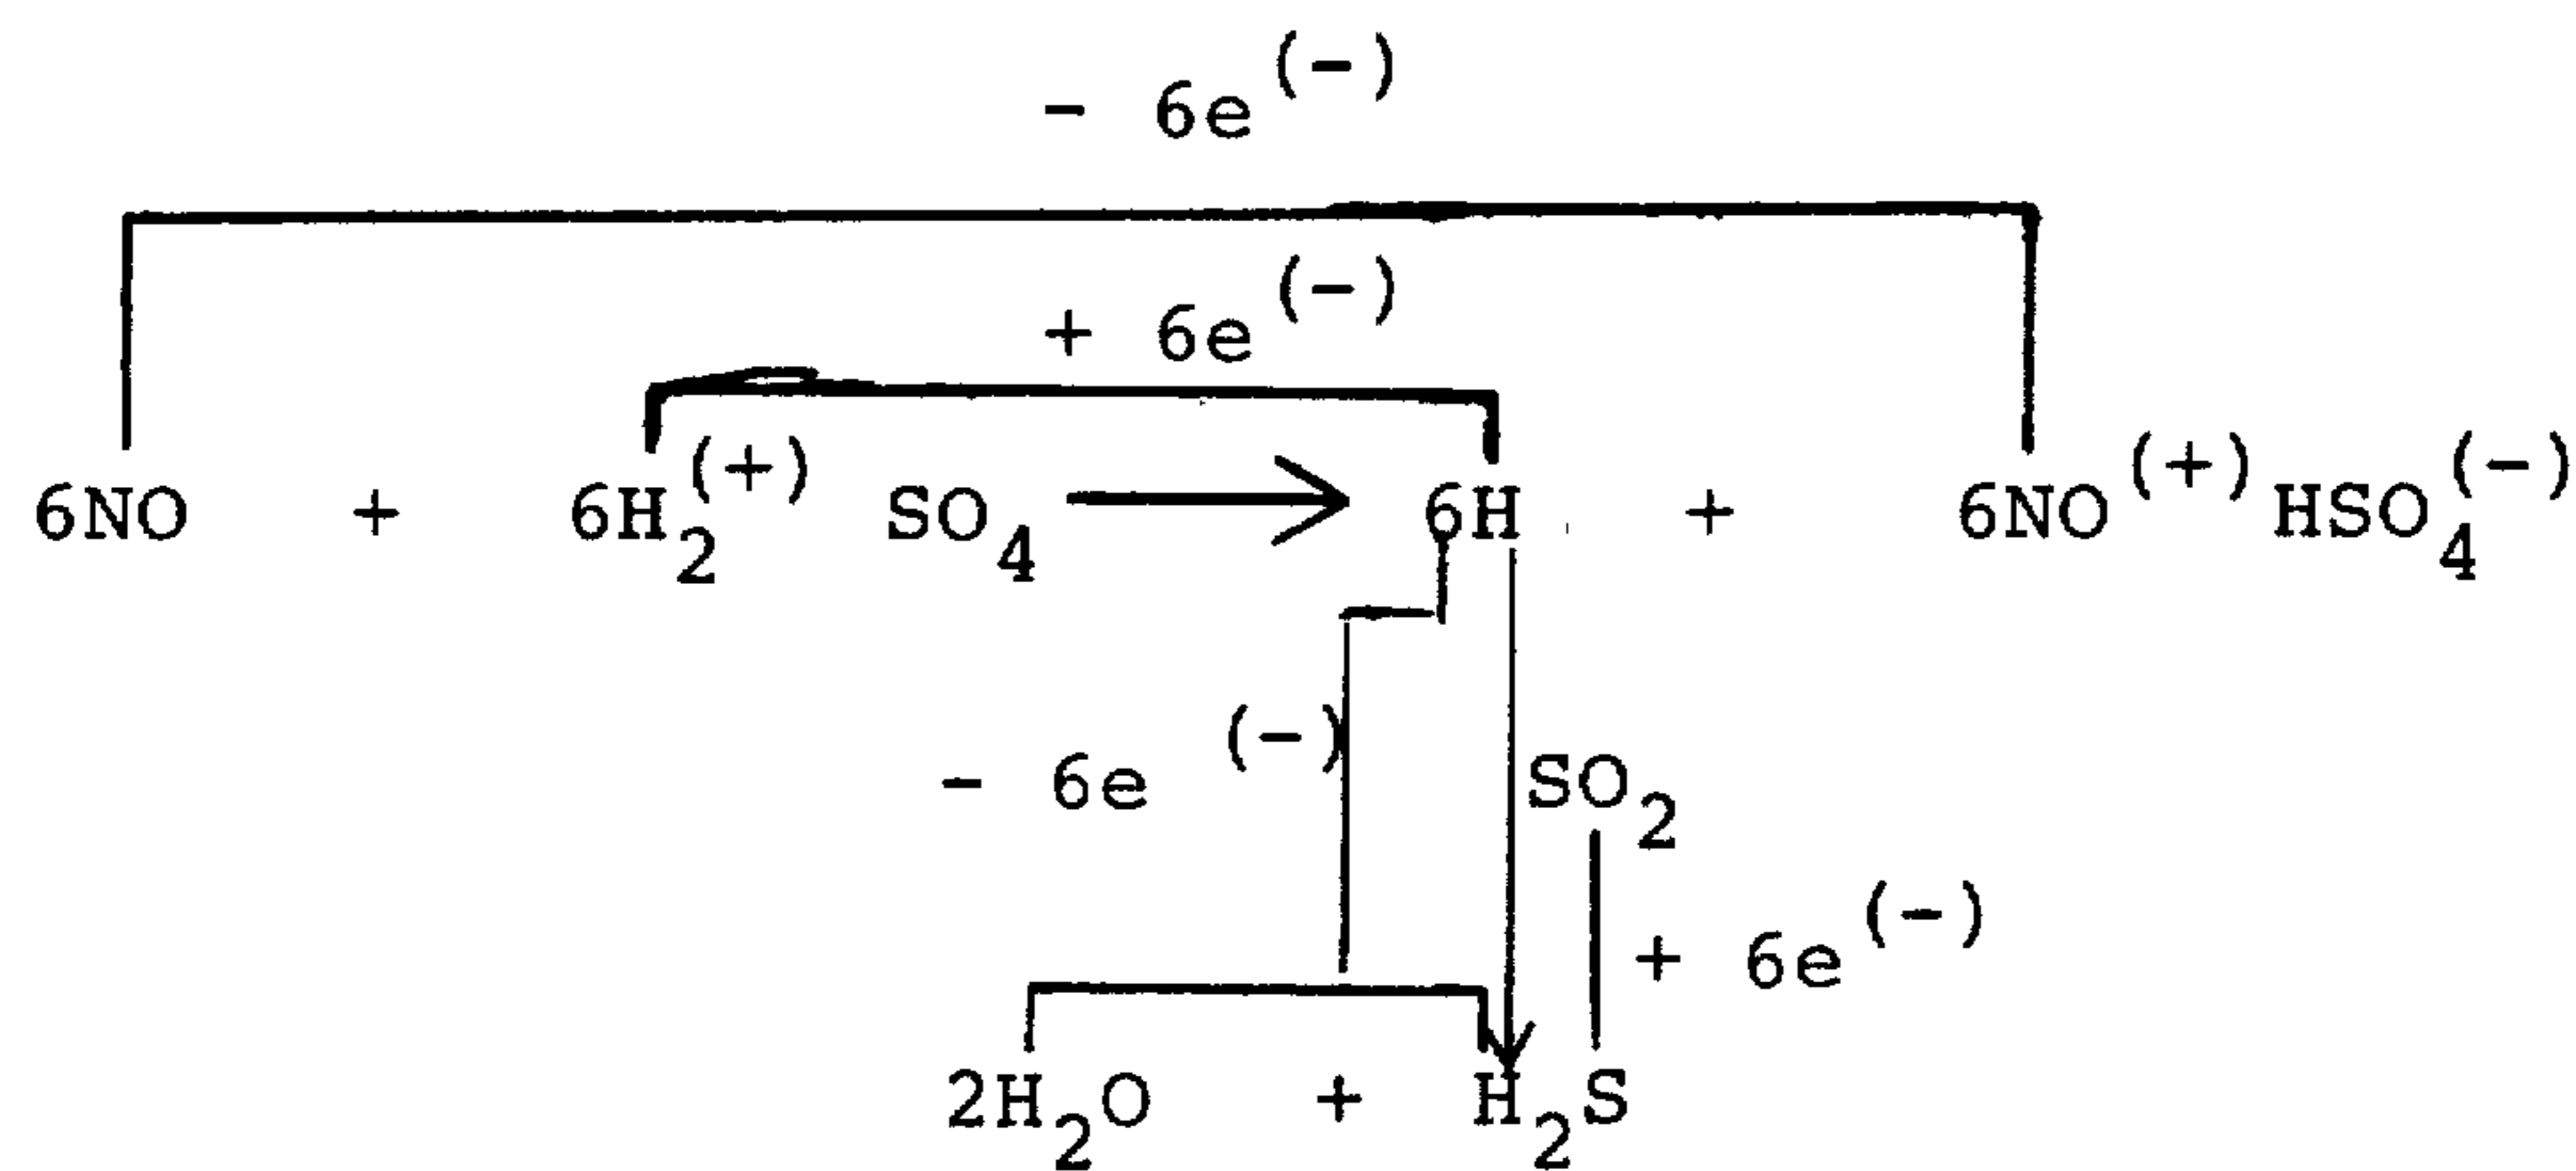 - 6e(-)
+ 6e(-)
6NO + 6H2(+) SO4 → 6H + 6NO(+)HSO4(-)
- 6e (-) SO2
+ 6e(-)
2H2O + H2S